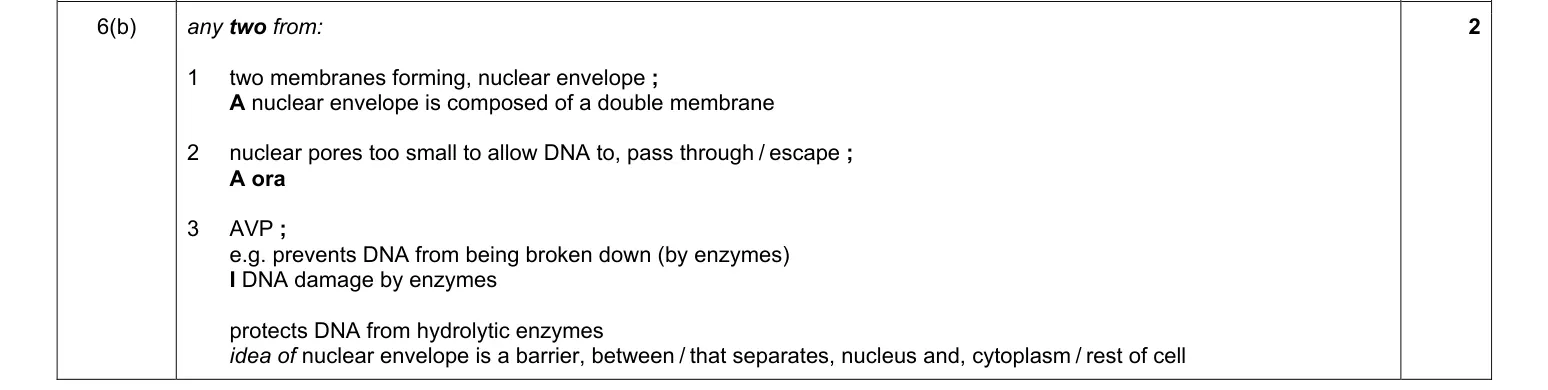 6(b) any two from: 2
1 two membranes forming, nuclear envelope ;
A nuclear envelope is composed of a double membrane
2 nuclear pores too small to allow DNA to, pass through / escape ;
A ora
3 AVP ;
e.g. prevents DNA from being broken down (by enzymes)
I DNA damage by enzymes
protects DNA from hydrolytic enzymes
idea of nuclear envelope is a barrier, between / that separates, nucleus and, cytoplasm / rest of cell